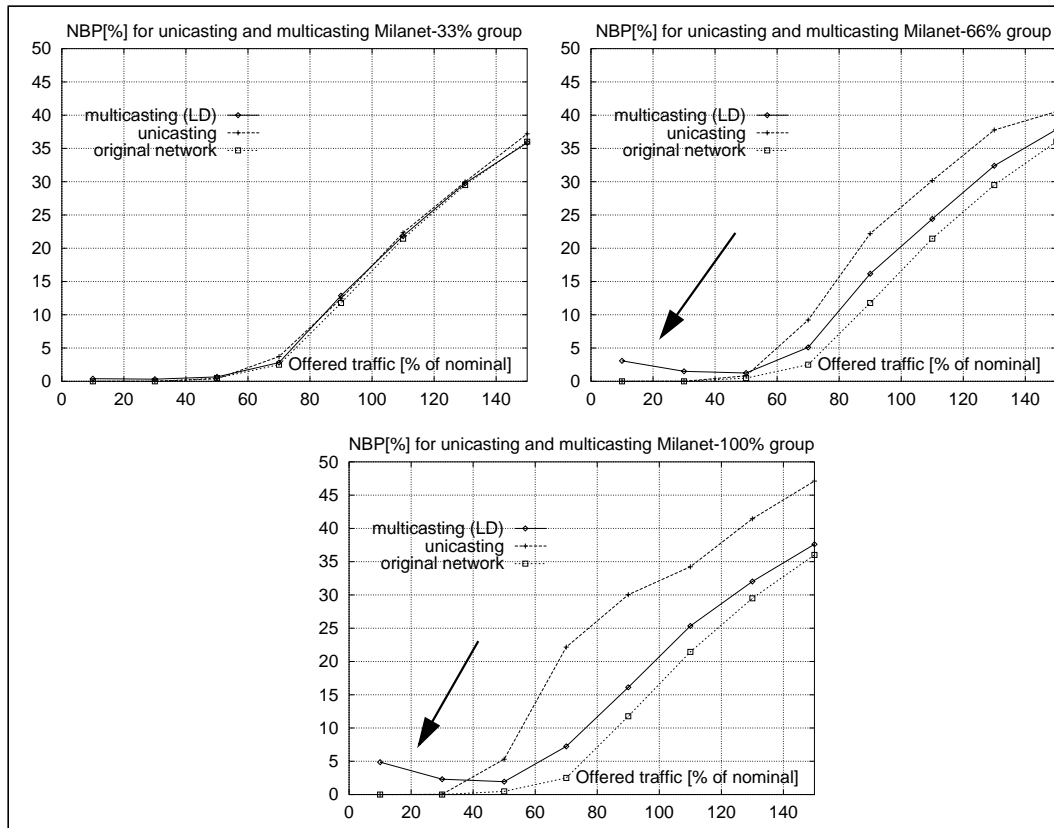 NBP[%] for unicasting and multicasting Milanet-33% group
50
45
40
35
30
25
20
15
10
5
0
multicasting (LD)
unicasting
original network
Offered traffic [% of nominal]
0 20 40 60 80 100 120 140
NBP[%] for unicasting and multicasting Milanet-66% group
50
45
40
35
30
25
20
15
10
5
0
multicasting (LD)
unicasting
original network
Offered traffic [% of nominal]
0 20 40 60 80 100 120 140
NBP[%] for unicasting and multicasting Milanet-100% group
50
45
40
35
30
25
20
15
10
5
0
multicasting (LD)
unicasting
original network
Offered traffic [% of nominal]
0 20 40 60 80 100 120 140